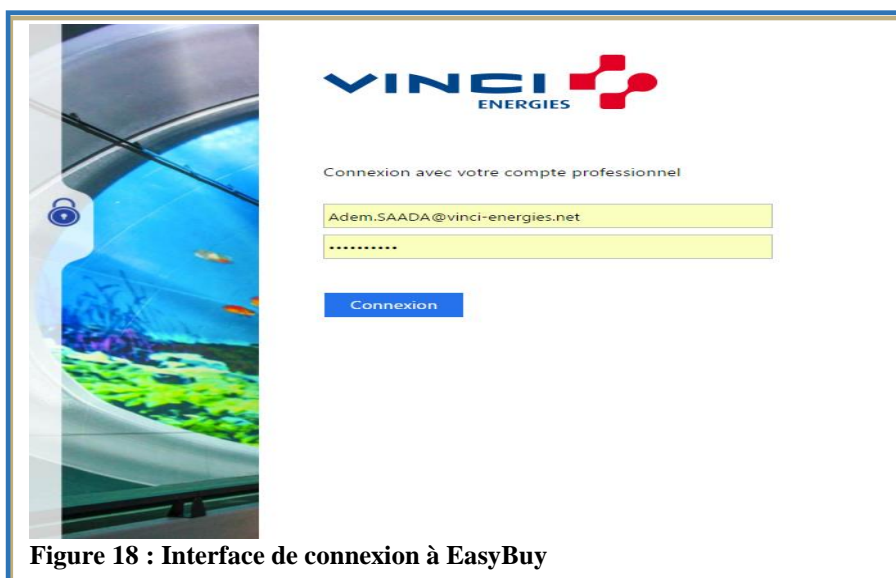 VINCI
ENERGIES
Connexion avec votre compte professionnel
Adem.SAADA@vinci-energies.net
••••••••••
Connexion
Figure 18 : Interface de connexion à EasyBuy